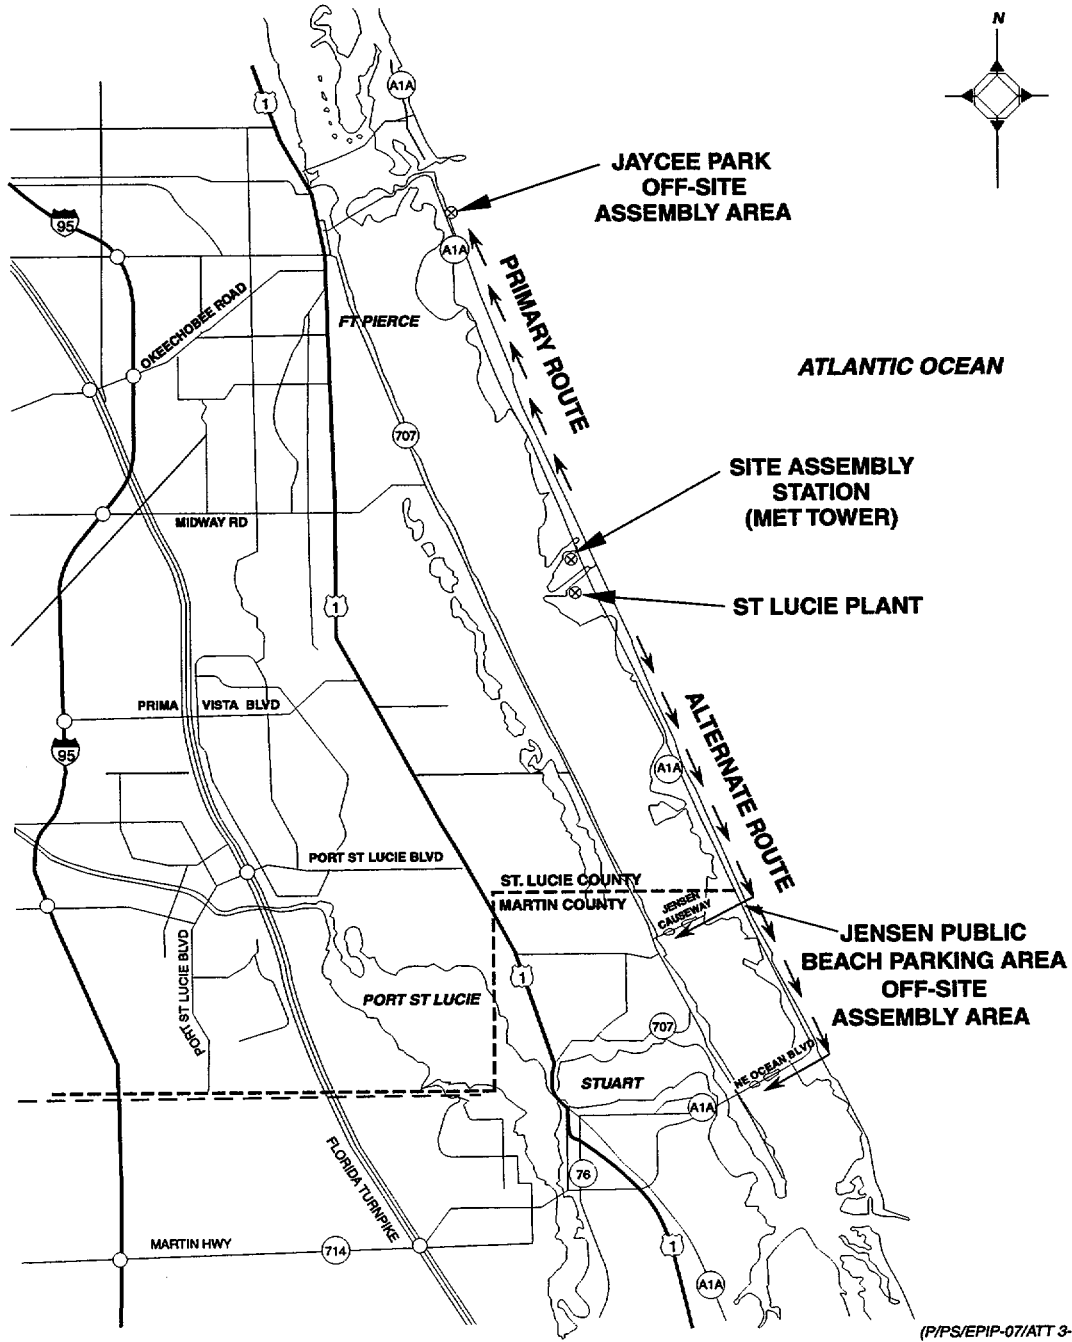 N
A1A
1
JAYCEE PARK
OFF-SITE
ASSEMBLY AREA
95
A1A
PRIMARY ROUTE
OKEECHOBEE ROAD
FT PIERCE
ATLANTIC OCEAN
707
SITE ASSEMBLY
STATION
(MET TOWER)
MIDWAY RD
1
ST LUCIE PLANT
PRIMA VISTA BLVD
ALTERNATE ROUTE
95
A1A
PORT ST LUCIE BLVD
ST. LUCIE COUNTY
MARTIN COUNTY
JENSEN
CAUSEWAY
JENSEN PUBLIC
BEACH PARKING AREA
OFF-SITE
ASSEMBLY AREA
PORT ST LUCIE BLVD
1
PORT ST LUCIE
707
NE OCEAN BLVD
STUART
A1A
FLORIDA TURNPIKE
76
MARTIN HWY
714
1
A1A
(P/PS/EPIP-07/ATT 3-